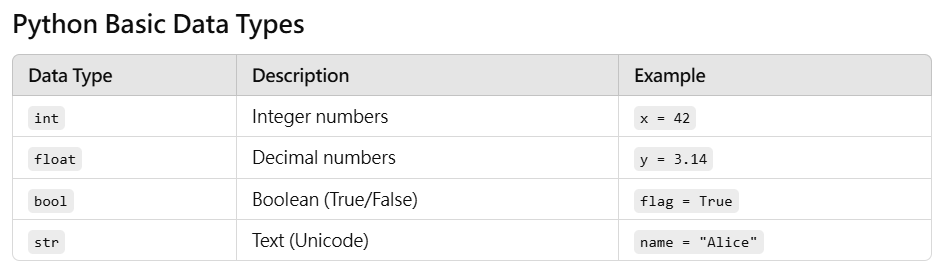 Python Basic Data Types
Data Type Description Example
int Integer numbers x = 42
float Decimal numbers y = 3.14
bool Boolean (True/False) flag = True
str Text (Unicode) name = "Alice"